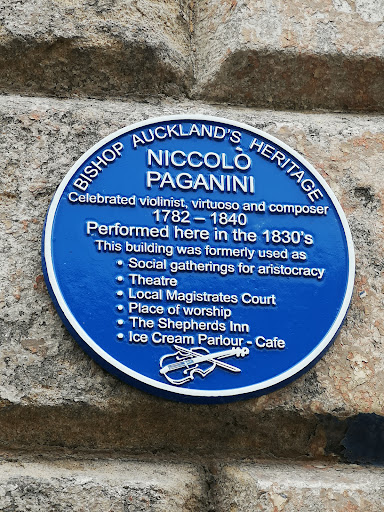 BISHOP AUCKLAND'S HERITAGE
NICCOLÒ
PAGANINI
Celebrated violinist, virtuoso and composer
1782 – 1840
Performed here in the 1830's
This building was formerly used as
• Social gatherings for aristocracy
• Theatre
• Local Magistrates Court
• Place of worship
• The Shepherds Inn
• Ice Cream Parlour - Cafe